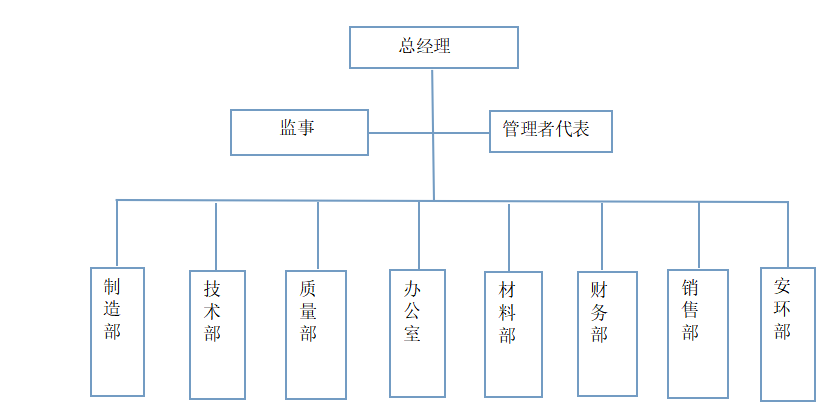 总经理
监事
管理者代表
制造部
技术部
质量部
办公室
材料部
财务部
销售部
安环部